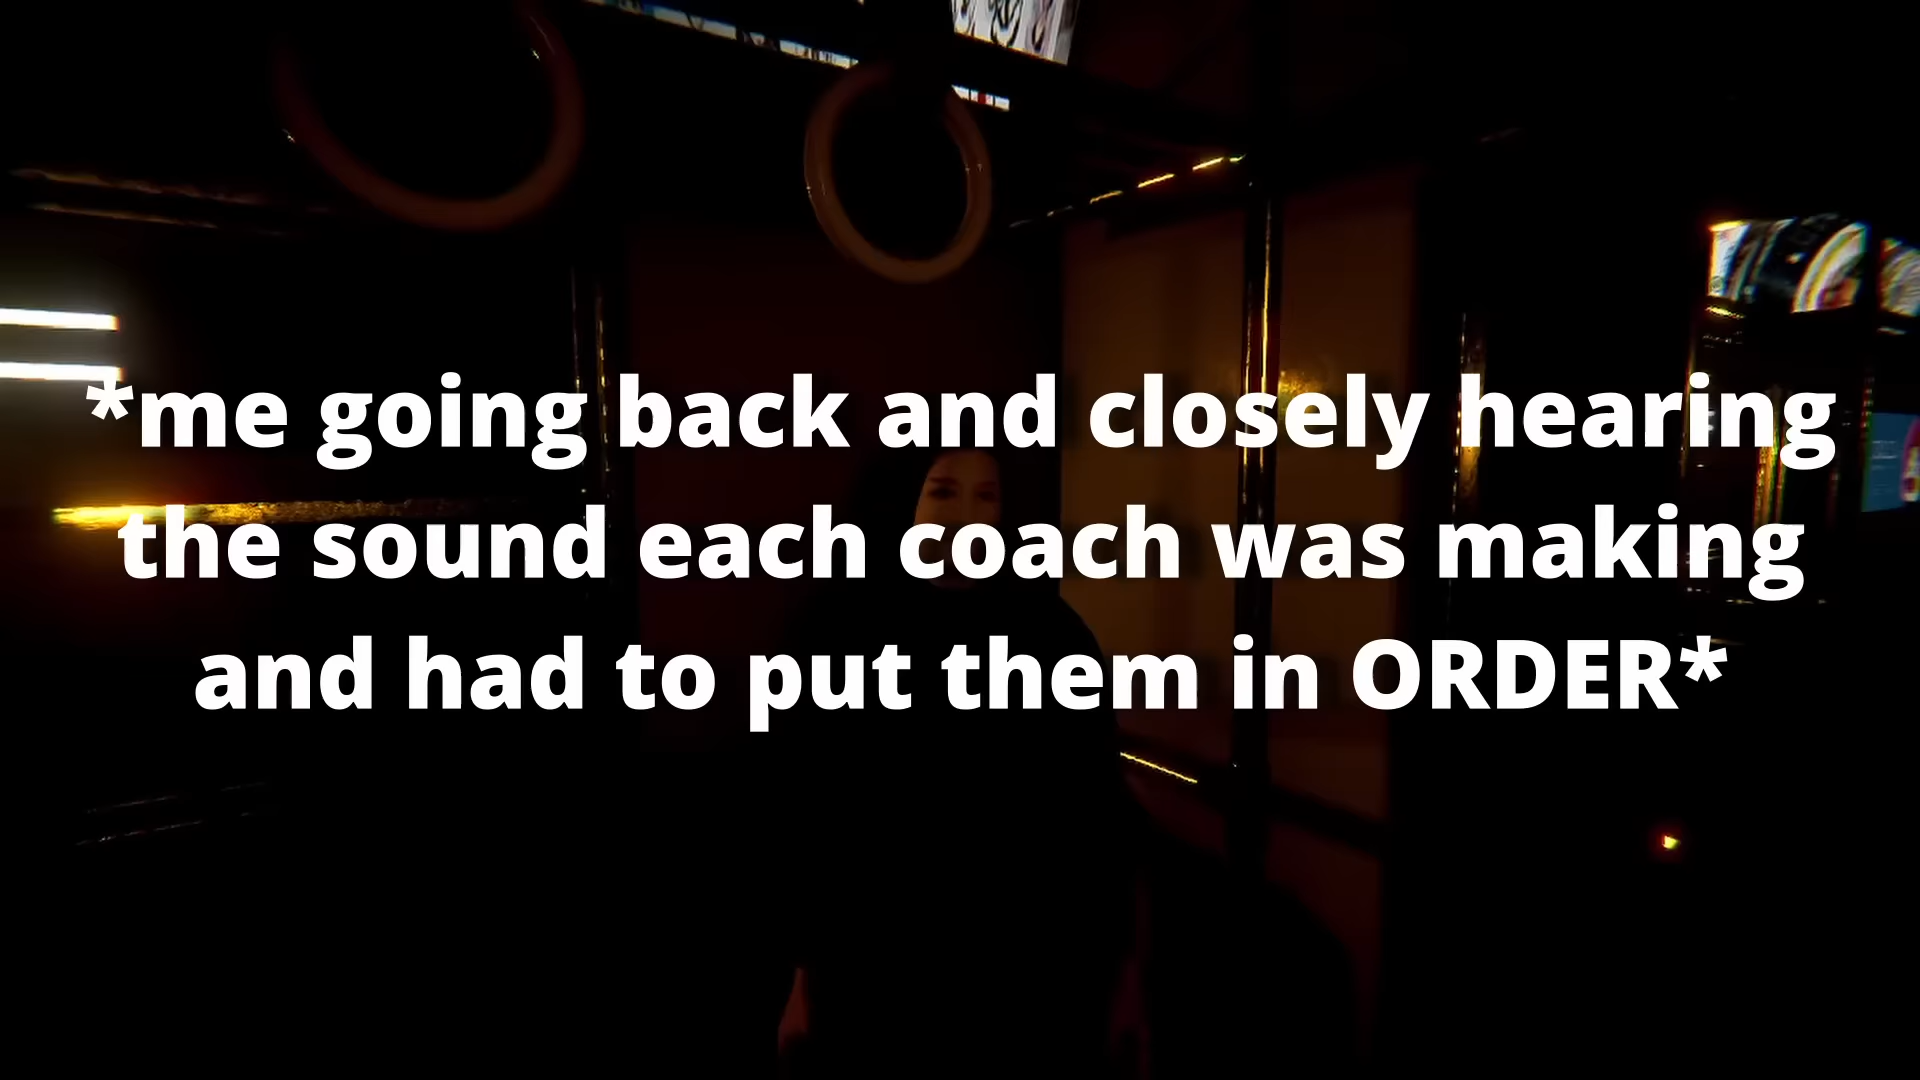 *me going back and closely hearing
the sound each coach was making
and had to put them in ORDER*